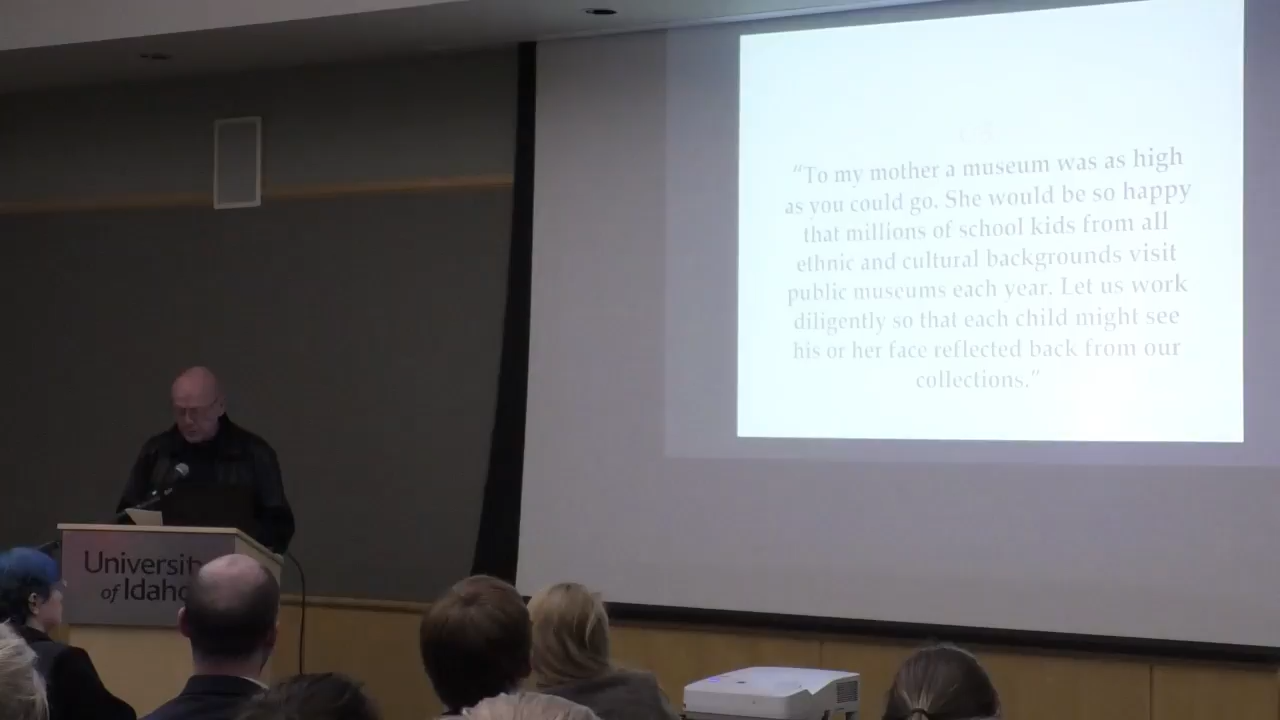 “To my mother a museum was as high
as you could go. She would be so happy
that millions of school kids from all
ethnic and cultural backgrounds visit
public museums each year. Let us work
diligently so that each child might see
his or her face reflected back from our
collections.”
Universit
of Idaho